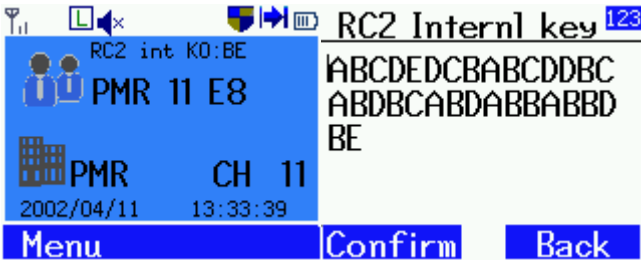 L
RC2 int K0:BE
PMR 11 E8
PMR CH 11
2002/04/11 13:33:39
Menu
RC2 Internl key 123
ABCDEDCBABCDDBC
ABDBCABDABBABBD
BE
Confirm Back